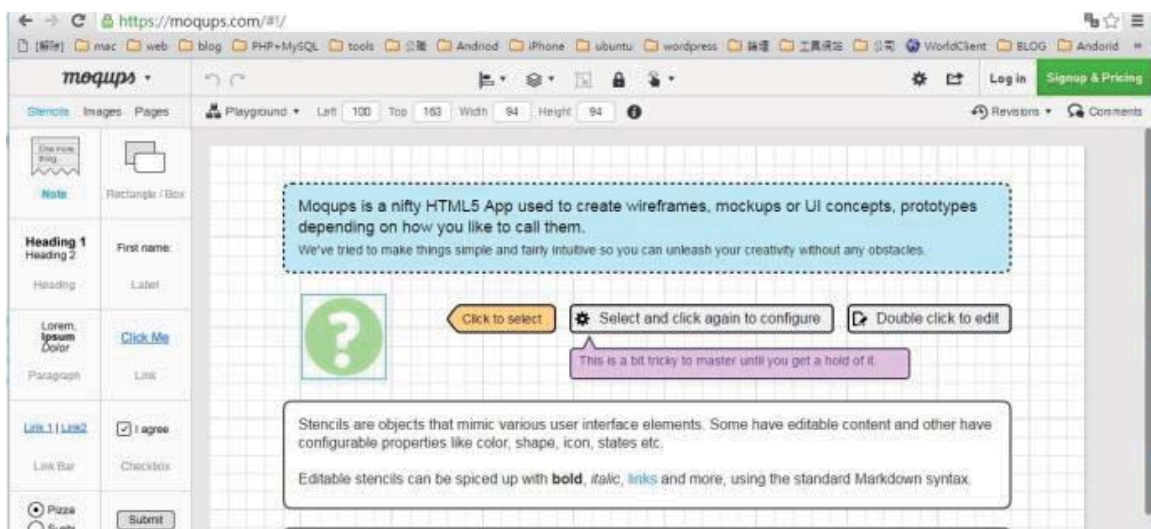 https://moqups.com/#!/
mac web blog PHP+MySQL tools Andriod iPhone ubuntu wordpress 公司 WorldClient BLOG Andorid
moqups Log in Signup & Pricing
Stencils Images Pages Playground Left 100 Top 163 Width 94 Height 94 Revisions Comments
One more
thing
Note Rectangle / Box
Moqups is a nifty HTML5 App used to create wireframes, mockups or UI concepts, prototypes
depending on how you like to call them.
We've tried to make things simple and fairly intuitive so you can unleash your creativity without any obstacles.
Heading 1
Heading 2
First name:
Heading Label
Click to select Select and click again to configure Double click to edit
This is a bit tricky to master until you get a hold of it.
Lorem,
Ipsum
Dolor
Click Me
Paragraph Link
Stencils are objects that mimic various user interface elements. Some have editable content and other have
configurable properties like color, shape, icon, states etc.
Editable stencils can be spiced up with bold, italic, links and more, using the standard Markdown syntax.
Link 1 | Link2 I agree
Link Bar Checkbox
Pizza
Submit